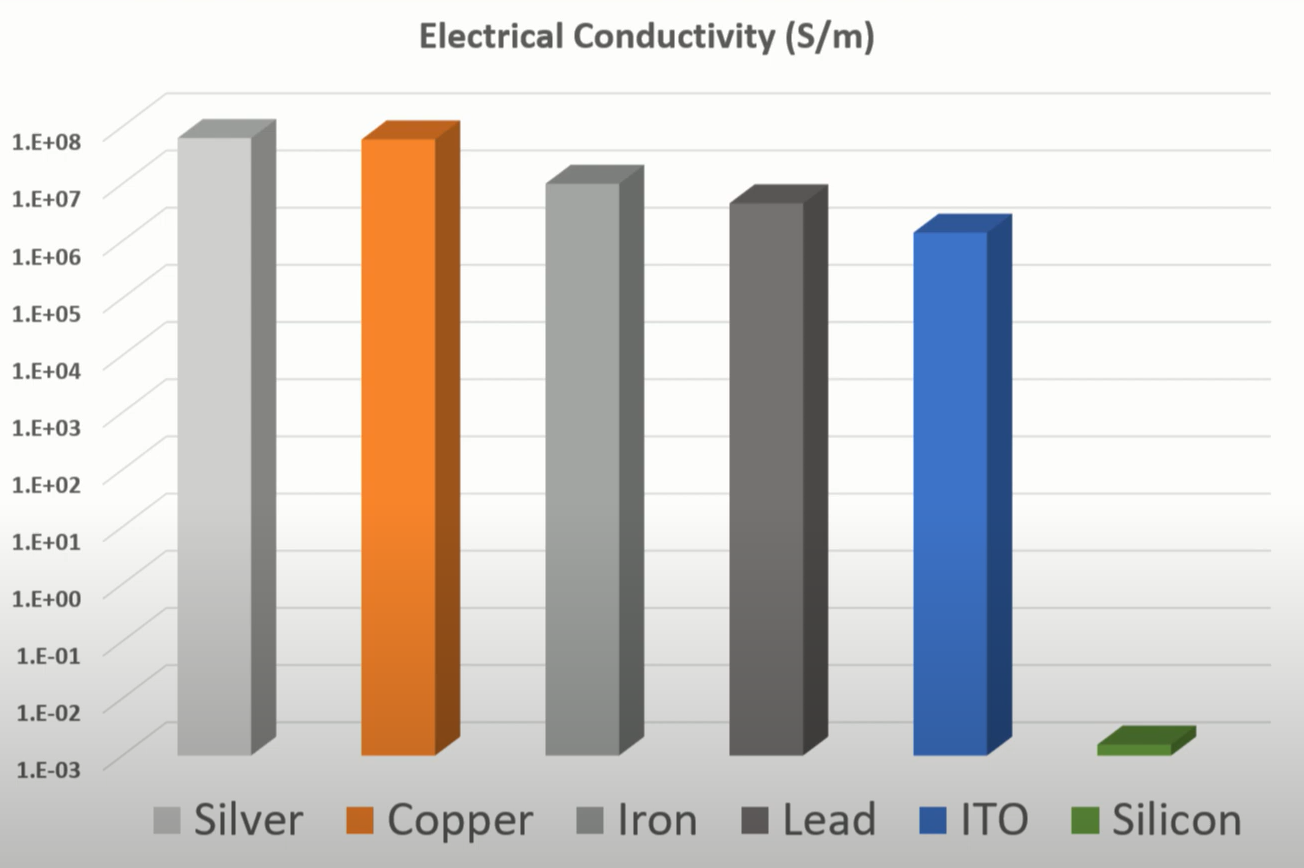 Electrical Conductivity (S/m)
1.E+08
1.E+07
1.E+06
1.E+05
1.E+04
1.E+03
1.E+02
1.E+01
1.E+00
1.E-01
1.E-02
1.E-03
Silver Copper Iron Lead ITO Silicon